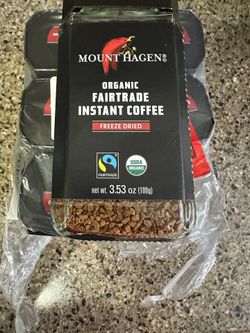 MOUNT HAGEN®
ORGANIC
FAIRTRADE
INSTANT COFFEE
FREEZE DRIED
FAIRTRADE
USDA
ORGANIC
net wt. 3.53 oz (100g)